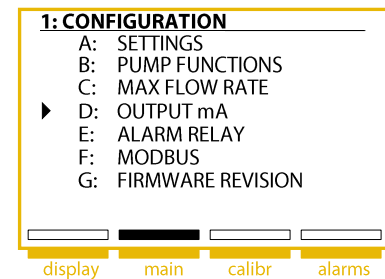 1: CONFIGURATION
A: SETTINGS
B: PUMP FUNCTIONS
C: MAX FLOW RATE
D: OUTPUT mA
E: ALARM RELAY
F: MODBUS
G: FIRMWARE REVISION
display main calibr alarms